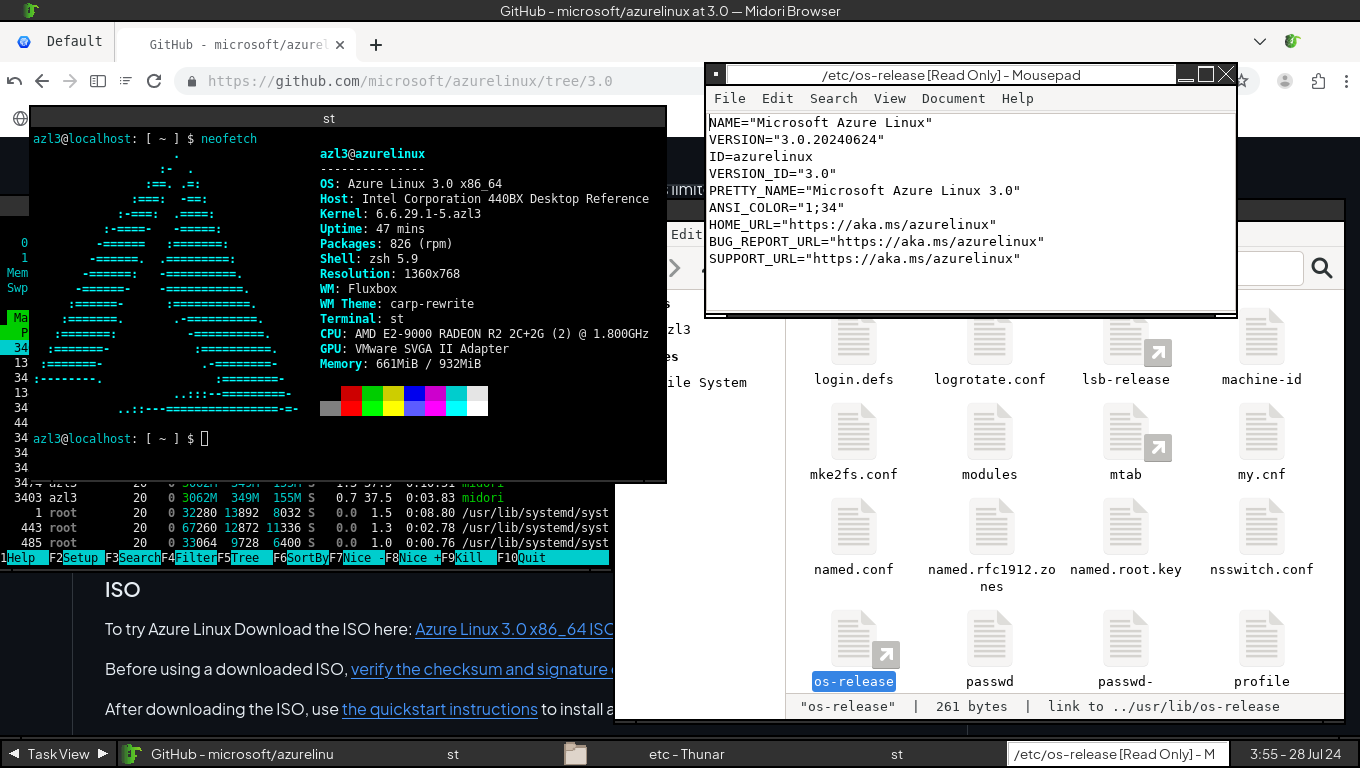 GitHub - microsoft/azurelinux at 3.0 — Midori Browser
Default
GitHub - microsoft/azurel
https://github.com/microsoft/azurelinux/tree/3.0
/etc/os-release [Read Only] - Mousepad
File Edit Search View Document Help
NAME="Microsoft Azure Linux"
VERSION="3.0.20240624"
ID=azurelinux
VERSION_ID="3.0"
PRETTY_NAME="Microsoft Azure Linux 3.0"
ANSI_COLOR="1;34"
HOME_URL="https://aka.ms/azurelinux"
BUG_REPORT_URL="https://aka.ms/azurelinux"
SUPPORT_URL="https://aka.ms/azurelinux"
st
azl3@localhost: [ ~ ] $ neofetch
azl3@azurelinux
---------------
OS: Azure Linux 3.0 x86_64
Host: Intel Corporation 440BX Desktop Reference
Kernel: 6.6.29.1-5.azl3
Uptime: 47 mins
Packages: 826 (rpm)
Shell: zsh 5.9
Resolution: 1360x768
WM: Fluxbox
WM Theme: carp-rewrite
Terminal: st
CPU: AMD E2-9000 RADEON R2 2C+2G (2) @ 1.800GHz
GPU: VMware SVGA II Adapter
Memory: 661MiB / 932MiB
azl3@localhost: [ ~ ] $
0
1
Mem
Swp
Ma
P
34
13
34
13
34
44
34
34
34
3403 azl3 20 0 3062M 349M 155M S 0.7 37.5 0:03.83 midori
1 root 20 0 32280 13892 8032 S 0.0 1.5 0:08.80 /usr/lib/systemd/syst
443 root 20 0 67260 12872 11336 S 0.0 1.3 0:02.78 /usr/lib/systemd/syst
485 root 20 0 33064 9728 6400 S 0.0 1.0 0:00.76 /usr/lib/systemd/syst
1Help F2Setup F3Search F4Filter F5Tree F6SortBy F7Nice - F8Nice + F9Kill F10Quit
ISO
To try Azure Linux Download the ISO here: Azure Linux 3.0 x86_64 ISO
Before using a downloaded ISO, verify the checksum and signature
After downloading the ISO, use the quickstart instructions to install a
Edit
zl3
ile System
login.defs logrotate.conf lsb-release machine-id
mke2fs.conf modules mtab my.cnf
named.conf named.rfc1912.zones named.root.key nsswitch.conf
os-release passwd passwd- profile
"os-release" | 261 bytes | link to ../usr/lib/os-release
TaskView
GitHub - microsoft/azurelinu
st
etc - Thunar
st
/etc/os-release [Read Only] - M
3:55 - 28 Jul 24